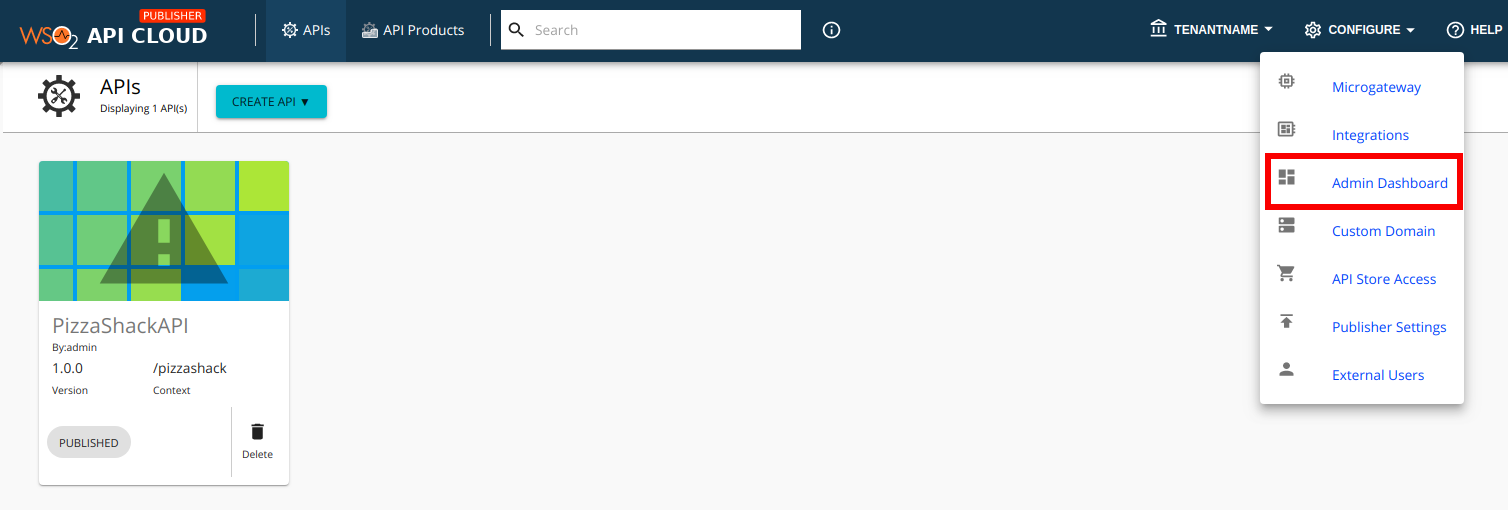 PUBLISHER
WSO2 API CLOUD
APIs
API Products
Search
TENANTNAME
CONFIGURE
HELP
APIs
Displaying 1 API(s)
CREATE API ▼
Microgateway
Integrations
Admin Dashboard
Custom Domain
API Store Access
Publisher Settings
External Users
PizzaShackAPI
By:admin
1.0.0 /pizzashack
Version Context
PUBLISHED
Delete